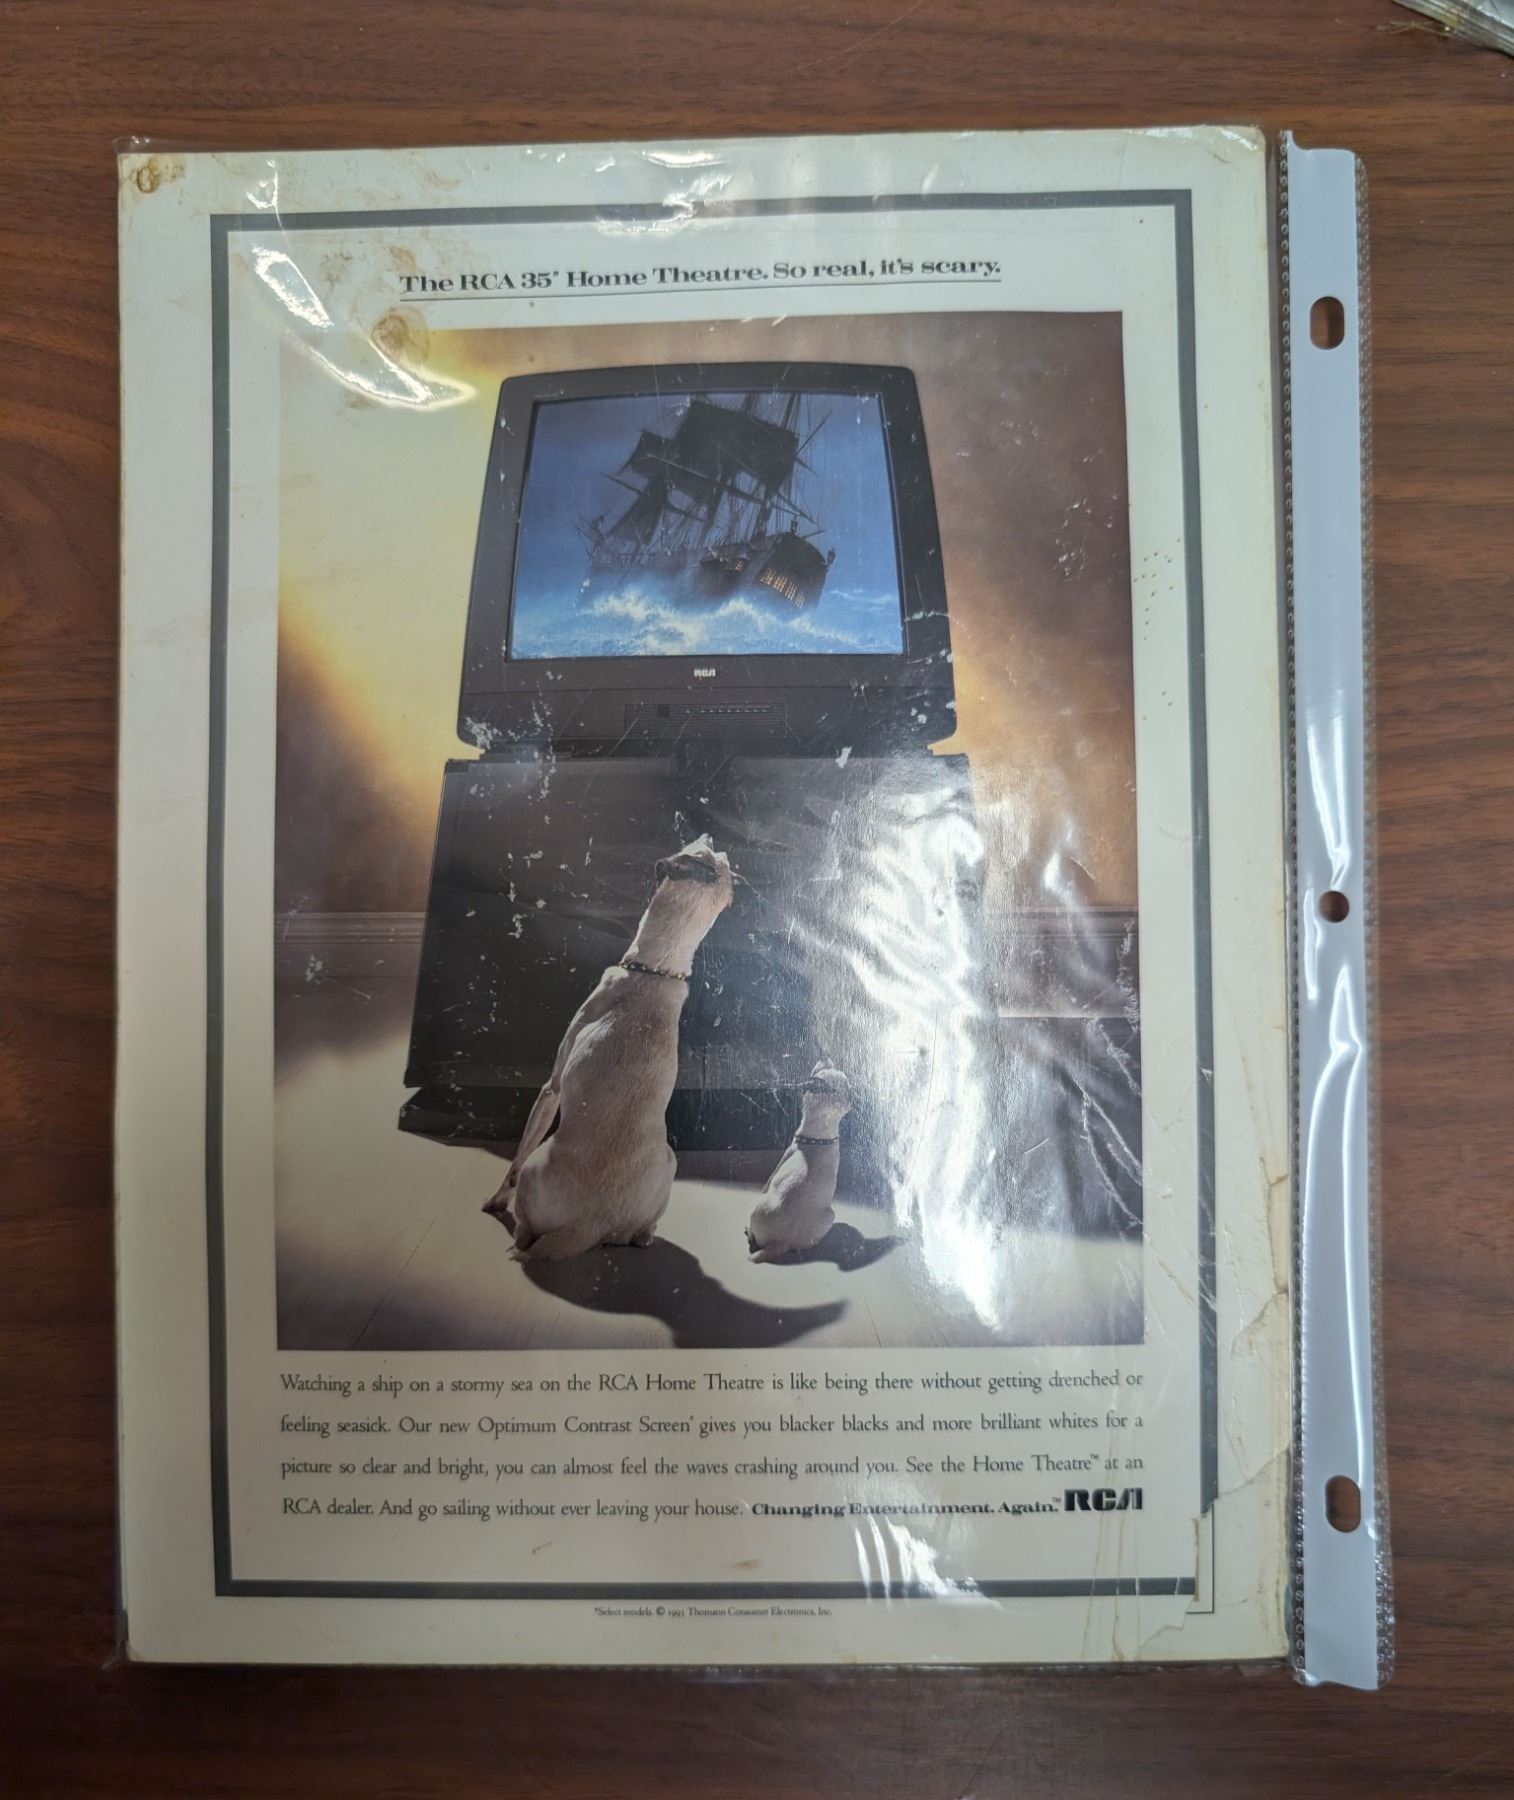 The RCA 35" Home Theatre. So real, it's scary.
RCA
Watching a ship on a stormy sea on the RCA Home Theatre is like being there without getting drenched or
feeling seasick. Our new Optimum Contrast Screen* gives you blacker blacks and more brilliant whites for a
picture so clear and bright, you can almost feel the waves crashing around you. See the Home Theatre™ at an
RCA dealer. And go sailing without ever leaving your house. Changing Entertainment. Again.™ RCA
*Select models. © 1993 Thomson Consumer Electronics, Inc.